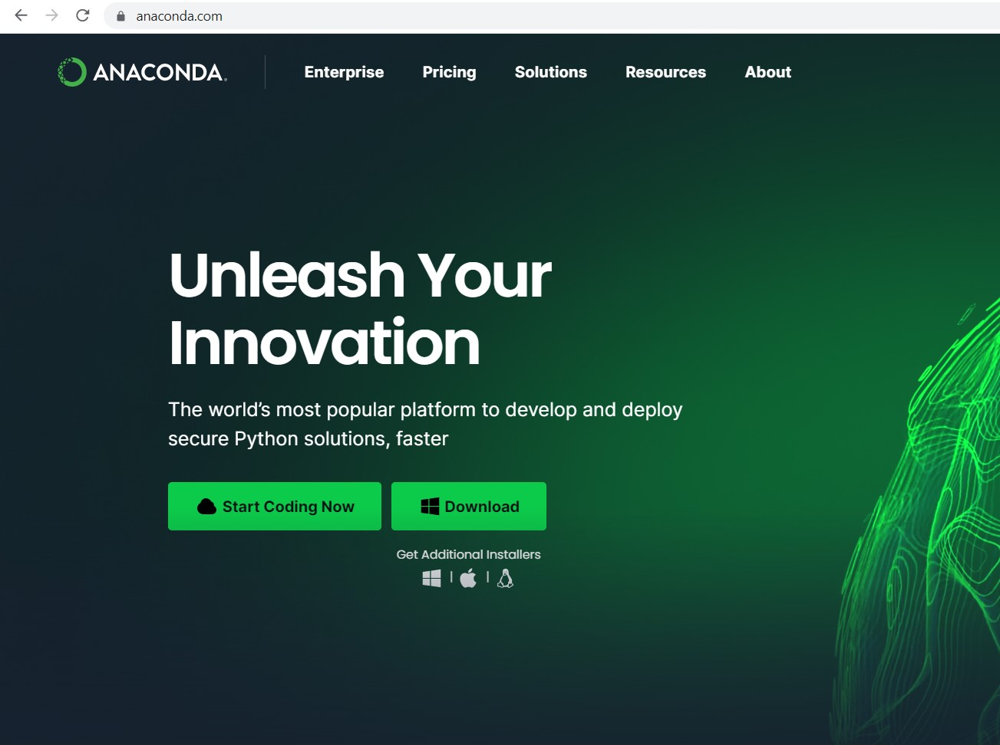 anaconda.com
ANACONDA.
Enterprise Pricing Solutions Resources About
Unleash Your
Innovation
The world’s most popular platform to develop and deploy
secure Python solutions, faster
Start Coding Now Download
Get Additional Installers